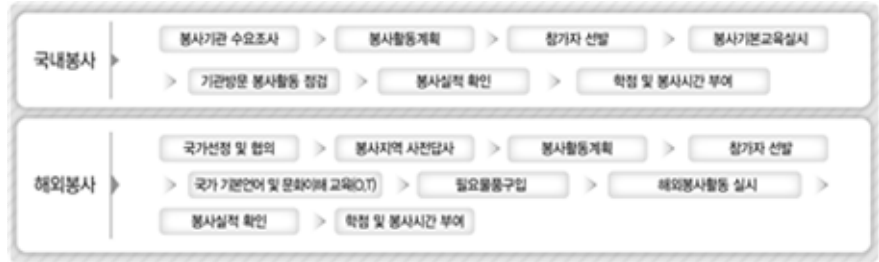 국내봉사
봉사기관 수요조사 > 봉사활동계획 > 참가자 선발 > 봉사기본교육실시
> 기관방문 봉사활동 점검 > 봉사실적 확인 > 학점 및 봉사시간 부여
해외봉사
국가선정 및 협의 > 봉사지역 사전답사 > 봉사활동계획 > 참가자 선발
> 국가 기본언어 및 문화이해 교육(O,T) > 필요물품구입 > 해외봉사활동 실시 >
봉사실적 확인 > 학점 및 봉사시간 부여